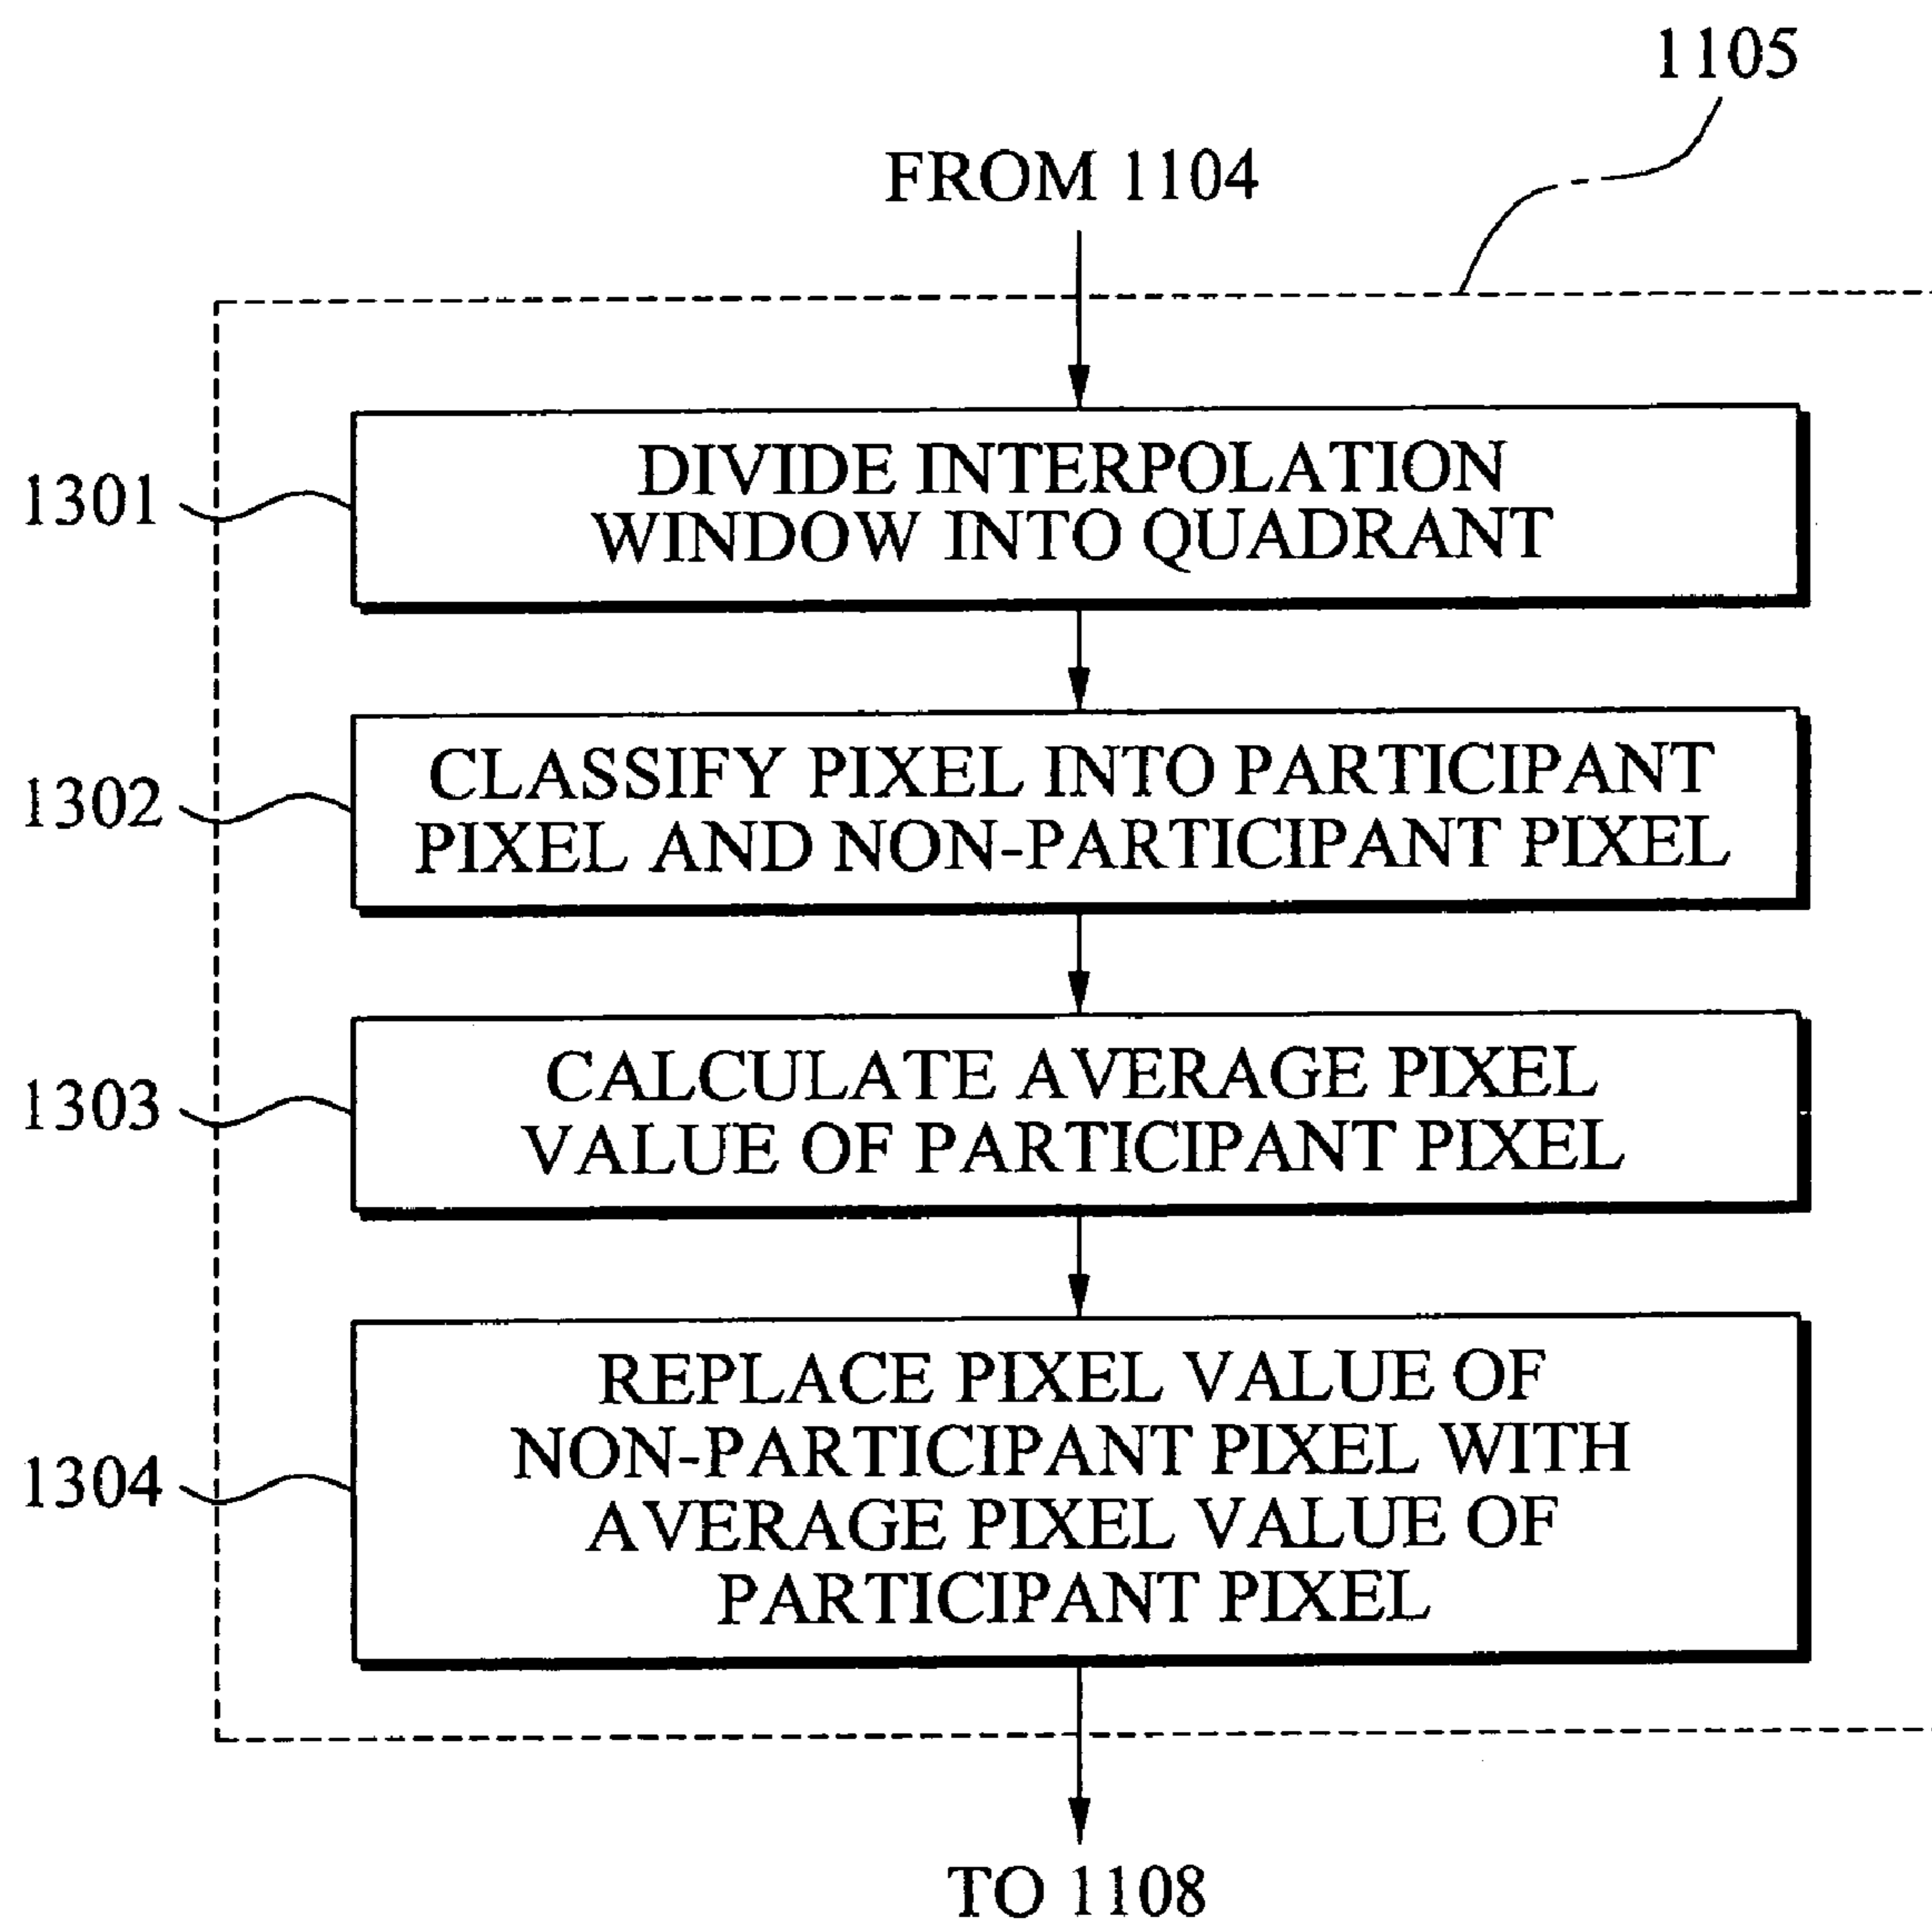 1105
FROM 1104
1301
DIVIDE INTERPOLATION
WINDOW INTO QUADRANT
1302
CLASSIFY PIXEL INTO PARTICIPANT
PIXEL AND NON-PARTICIPANT PIXEL
1303
CALCULATE AVERAGE PIXEL
VALUE OF PARTICIPANT PIXEL
1304
REPLACE PIXEL VALUE OF
NON-PARTICIPANT PIXEL WITH
AVERAGE PIXEL VALUE OF
PARTICIPANT PIXEL
TO 1108